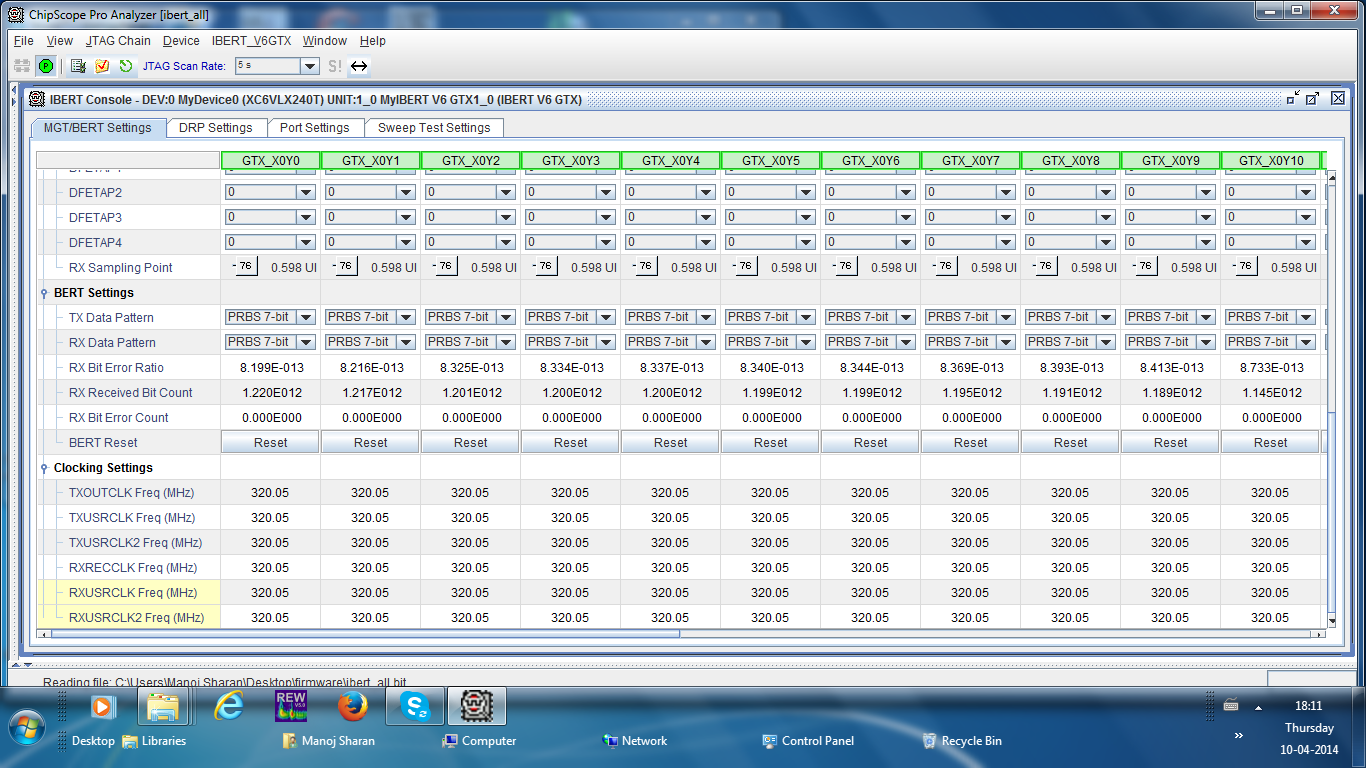 ChipScope Pro Analyzer [ibert_all]
File View JTAG Chain Device IBERT_V6GTX Window Help
P JTAG Scan Rate: 5 s S!
IBERT Console - DEV:0 MyDevice0 (XC6VLX240T) UNIT:1_0 MyIBERT V6 GTX1_0 (IBERT V6 GTX)
MGT/BERT Settings DRP Settings Port Settings Sweep Test Settings
GTX_X0Y0 GTX_X0Y1 GTX_X0Y2 GTX_X0Y3 GTX_X0Y4 GTX_X0Y5 GTX_X0Y6 GTX_X0Y7 GTX_X0Y8 GTX_X0Y9 GTX_X0Y10
DFETAP2 0 0 0 0 0 0 0 0 0 0 0
DFETAP3 0 0 0 0 0 0 0 0 0 0 0
DFETAP4 0 0 0 0 0 0 0 0 0 0 0
RX Sampling Point - 76 0.598 UI - 76 0.598 UI - 76 0.598 UI - 76 0.598 UI - 76 0.598 UI - 76 0.598 UI - 76 0.598 UI - 76 0.598 UI - 76 0.598 UI - 76 0.598 UI - 76 0.598 UI
BERT Settings
TX Data Pattern PRBS 7-bit PRBS 7-bit PRBS 7-bit PRBS 7-bit PRBS 7-bit PRBS 7-bit PRBS 7-bit PRBS 7-bit PRBS 7-bit PRBS 7-bit PRBS 7-bit
RX Data Pattern PRBS 7-bit PRBS 7-bit PRBS 7-bit PRBS 7-bit PRBS 7-bit PRBS 7-bit PRBS 7-bit PRBS 7-bit PRBS 7-bit PRBS 7-bit PRBS 7-bit
RX Bit Error Ratio 8.199E-013 8.216E-013 8.325E-013 8.334E-013 8.337E-013 8.340E-013 8.344E-013 8.369E-013 8.393E-013 8.413E-013 8.733E-013
RX Received Bit Count 1.220E012 1.217E012 1.201E012 1.200E012 1.200E012 1.199E012 1.199E012 1.195E012 1.191E012 1.189E012 1.145E012
RX Bit Error Count 0.000E000 0.000E000 0.000E000 0.000E000 0.000E000 0.000E000 0.000E000 0.000E000 0.000E000 0.000E000 0.000E000
BERT Reset Reset Reset Reset Reset Reset Reset Reset Reset Reset Reset Reset
Clocking Settings
TXOUTCLK Freq (MHz) 320.05 320.05 320.05 320.05 320.05 320.05 320.05 320.05 320.05 320.05 320.05
TXUSRCLK Freq (MHz) 320.05 320.05 320.05 320.05 320.05 320.05 320.05 320.05 320.05 320.05 320.05
TXUSRCLK2 Freq (MHz) 320.05 320.05 320.05 320.05 320.05 320.05 320.05 320.05 320.05 320.05 320.05
RXRECCLK Freq (MHz) 320.05 320.05 320.05 320.05 320.05 320.05 320.05 320.05 320.05 320.05 320.05
RXUSRCLK Freq (MHz) 320.05 320.05 320.05 320.05 320.05 320.05 320.05 320.05 320.05 320.05 320.05
RXUSRCLK2 Freq (MHz) 320.05 320.05 320.05 320.05 320.05 320.05 320.05 320.05 320.05 320.05 320.05
Reading file: C:\Users\Manoj Sharan\Desktop\firmware\ibert_all.bit
REW V5.0
18:11
Thursday
10-04-2014
Desktop Libraries Manoj Sharan Computer Network Control Panel Recycle Bin